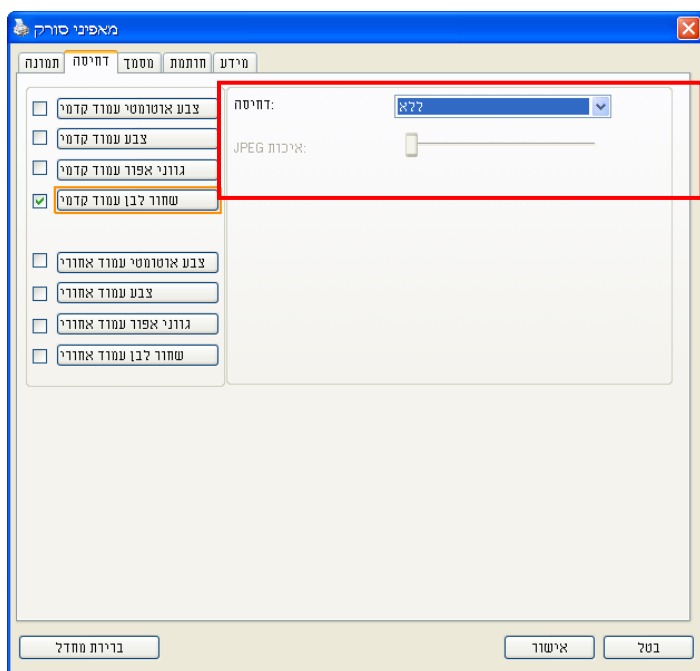 מאפיני סורק
תמונה
דחיסה
מסמך
חותמת
מידע
צבע אוטומטי עמוד קדמי
צבע עמוד קדמי
גווני אפור עמוד קדמי
שחור לבן עמוד קדמי
צבע אוטומטי עמוד אחורי
צבע עמוד אחורי
גווני אפור עמוד אחורי
שחור לבן עמוד אחורי
דחיסה:
ללא
איכות JPEG:
ברירת מחדל
אישור
בטל